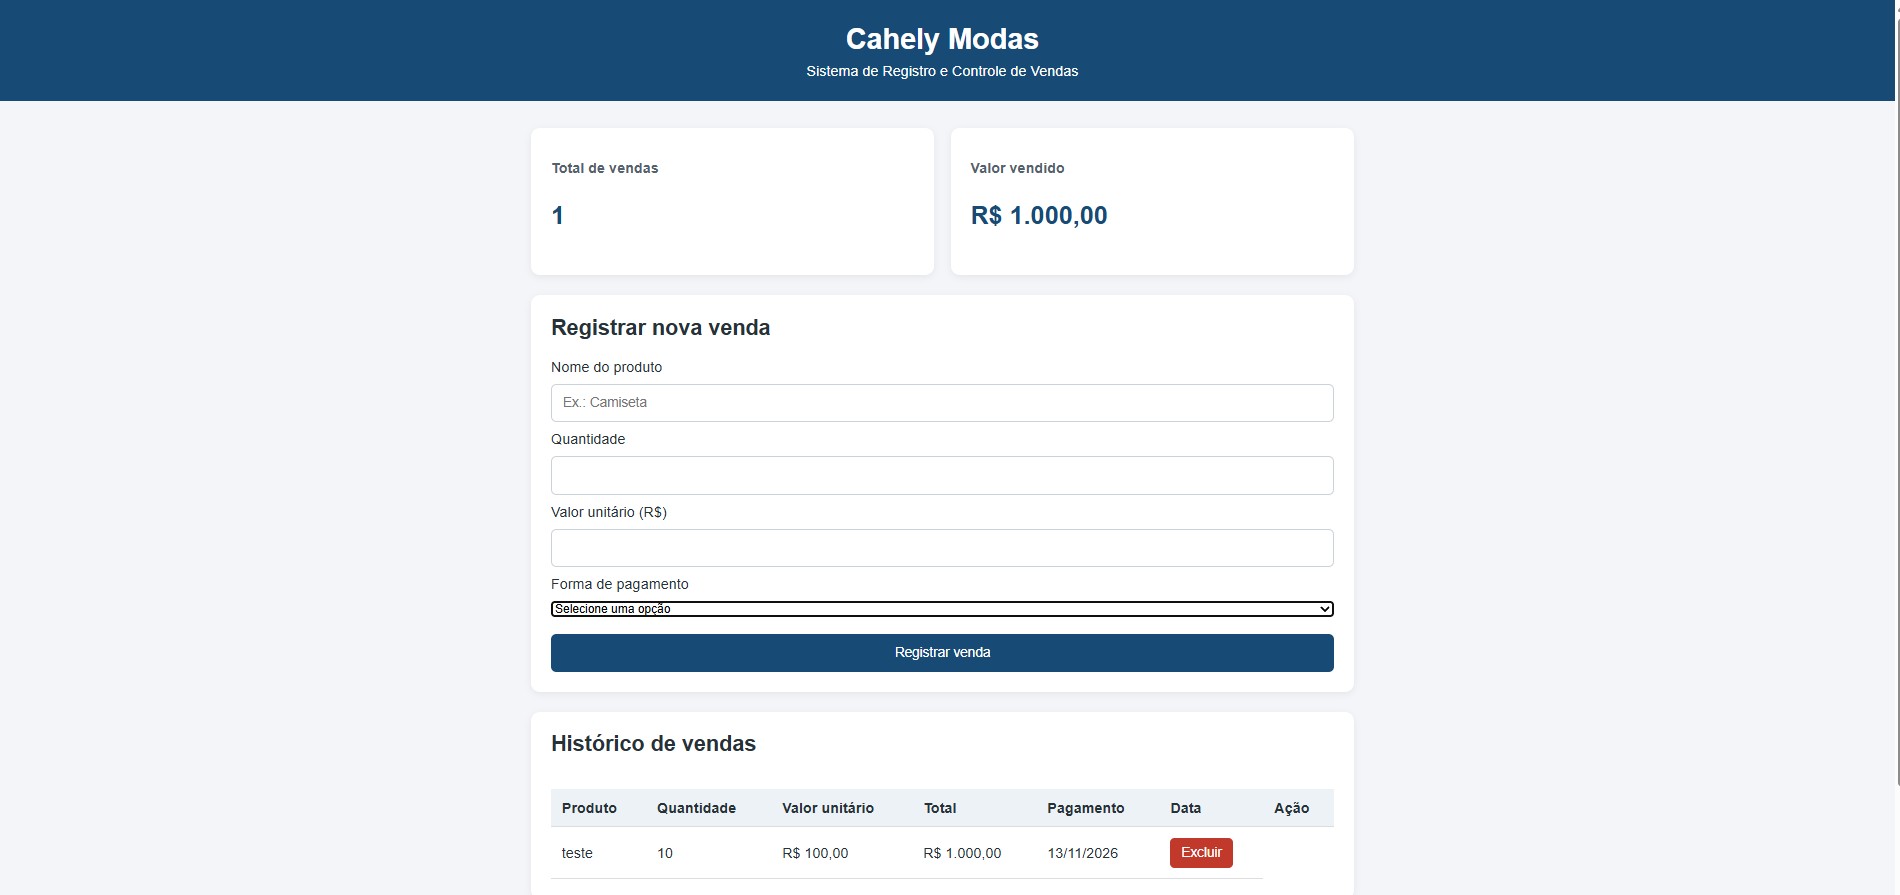 Cahely Modas
Sistema de Registro e Controle de Vendas
Total de vendas
1
Valor vendido
R$ 1.000,00
Registrar nova venda
Nome do produto
Ex.: Camiseta
Quantidade
Valor unitário (R$)
Forma de pagamento
Selecione uma opção
Registrar venda
Histórico de vendas
Produto Quantidade Valor unitário Total Pagamento Data Ação
teste 10 R$ 100,00 R$ 1.000,00 13/11/2026 Excluir